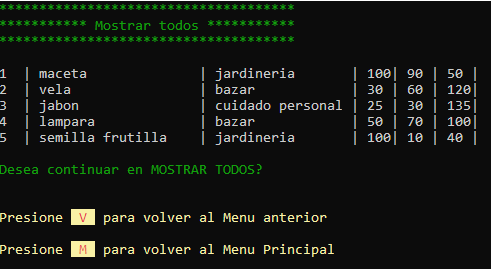 *************************************
*********** Mostrar todos ***********
*************************************
1 | maceta | jardineria | 100| 90 | 50 |
2 | vela | bazar | 30 | 60 | 120|
3 | jabon | cuidado personal | 25 | 30 | 135|
4 | lampara | bazar | 50 | 70 | 100|
5 | semilla frutilla | jardineria | 100| 10 | 40 |
Desea continuar en MOSTRAR TODOS?
Presione V para volver al Menu anterior
Presione M para volver al Menu Principal